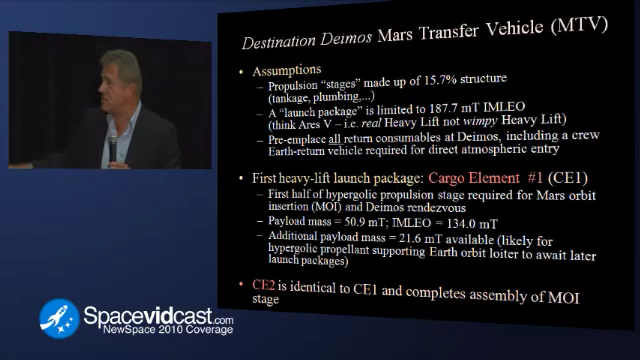 Destination Deimos Mars Transfer Vehicle (MTV)
• Assumptions
– Propulsion "stages" made up of 15.7% structure
(tankage, plumbing,...)
– A "launch package" is limited to 187.7 mT IMLEO
(think Ares V – i.e. real Heavy Lift not wimpy Heavy Lift)
– Pre-emplace all return consumables at Deimos, including a crew
Earth-return vehicle required for direct atmospheric entry
• First heavy-lift launch package: Cargo Element #1 (CE1)
– First half of hypergolic propulsion stage required for Mars orbit
insertion (MOI) and Deimos rendezvous
– Payload mass = 50.9 mT; IMLEO = 134.0 mT
– Additional payload mass = 21.6 mT available (likely for
hypergolic propellant supporting Earth orbit loiter to await later
launch packages)
• CE2 is identical to CE1 and completes assembly of MOI
stage
Spacevidcast.com
NewSpace 2010 Coverage